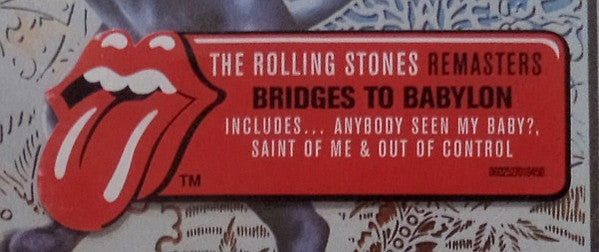 THE ROLLING STONES REMASTERS
BRIDGES TO BABYLON
INCLUDES... ANYBODY SEEN MY BABY?,
SAINT OF ME & OUT OF CONTROL
TM